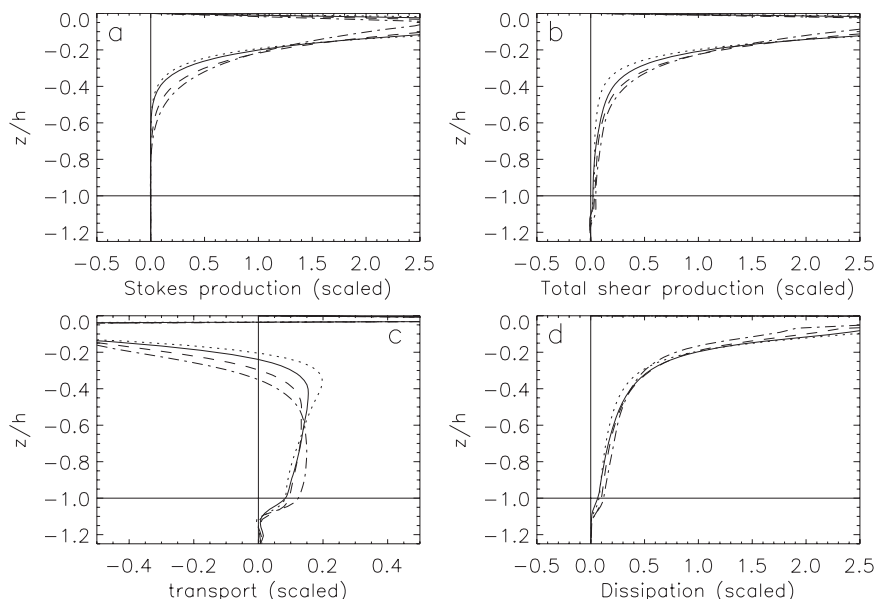 a
0.0
−0.2
−0.4
−0.6
−0.8
−1.0
−1.2
z/h
−0.5 0.0 0.5 1.0 1.5 2.0 2.5
Stokes production (scaled)
b
0.0
−0.2
−0.4
−0.6
−0.8
−1.0
−1.2
z/h
−0.5 0.0 0.5 1.0 1.5 2.0 2.5
Total shear production (scaled)
c
0.0
−0.2
−0.4
−0.6
−0.8
−1.0
−1.2
z/h
−0.4 −0.2 0.0 0.2 0.4
transport (scaled)
d
0.0
−0.2
−0.4
−0.6
−0.8
−1.0
−1.2
z/h
−0.5 0.0 0.5 1.0 1.5 2.0 2.5
Dissipation (scaled)